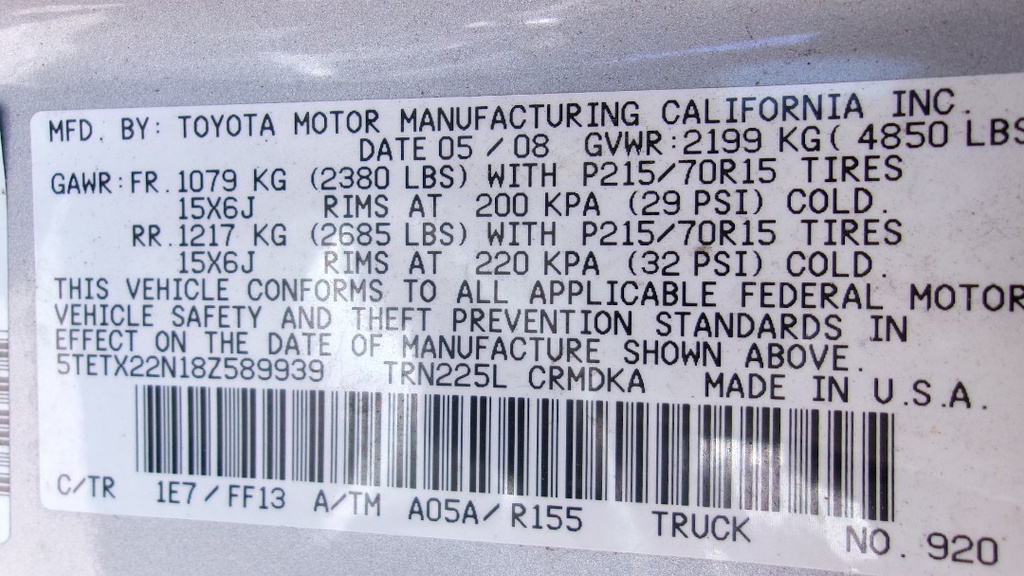 MFD. BY: TOYOTA MOTOR MANUFACTURING CALIFORNIA INC.
DATE 05 / 08 GVWR:2199 KG( 4850 LBS
GAWR:FR.1079 KG (2380 LBS) WITH P215/70R15 TIRES
15X6J RIMS AT 200 KPA (29 PSI) COLD.
RR.1217 KG (2685 LBS) WITH P215/70R15 TIRES
15X6J RIMS AT 220 KPA (32 PSI) COLD.
THIS VEHICLE CONFORMS TO ALL APPLICABLE FEDERAL MOTOR
VEHICLE SAFETY AND THEFT PREVENTION STANDARDS IN
EFFECT ON THE DATE OF MANUFACTURE SHOWN ABOVE.
5TETX22N18Z589939 TRN225L CRMDKA MADE IN U.S.A.
C/TR 1E7/FF13 A/TM A05A/R155 TRUCK NO. 920